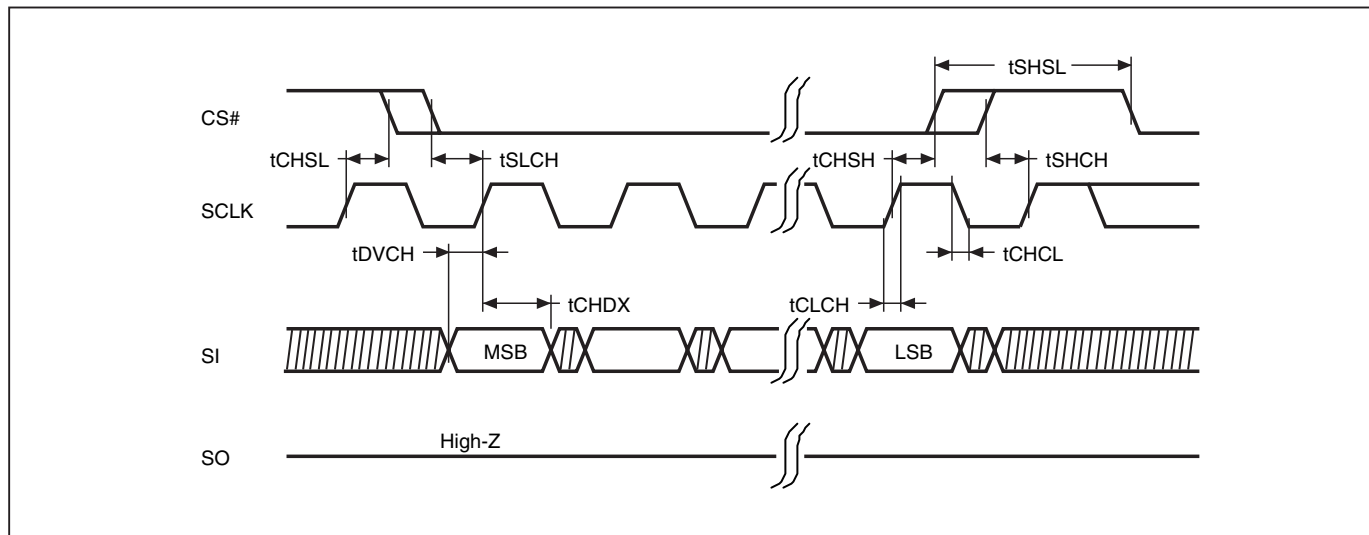 tSHSL
CS#
tCHSL
tSLCH
tCHSH
tSHCH
SCLK
tDVCH
tCHCL
tCHDX
tCLCH
SI
MSB
LSB
High-Z
SO